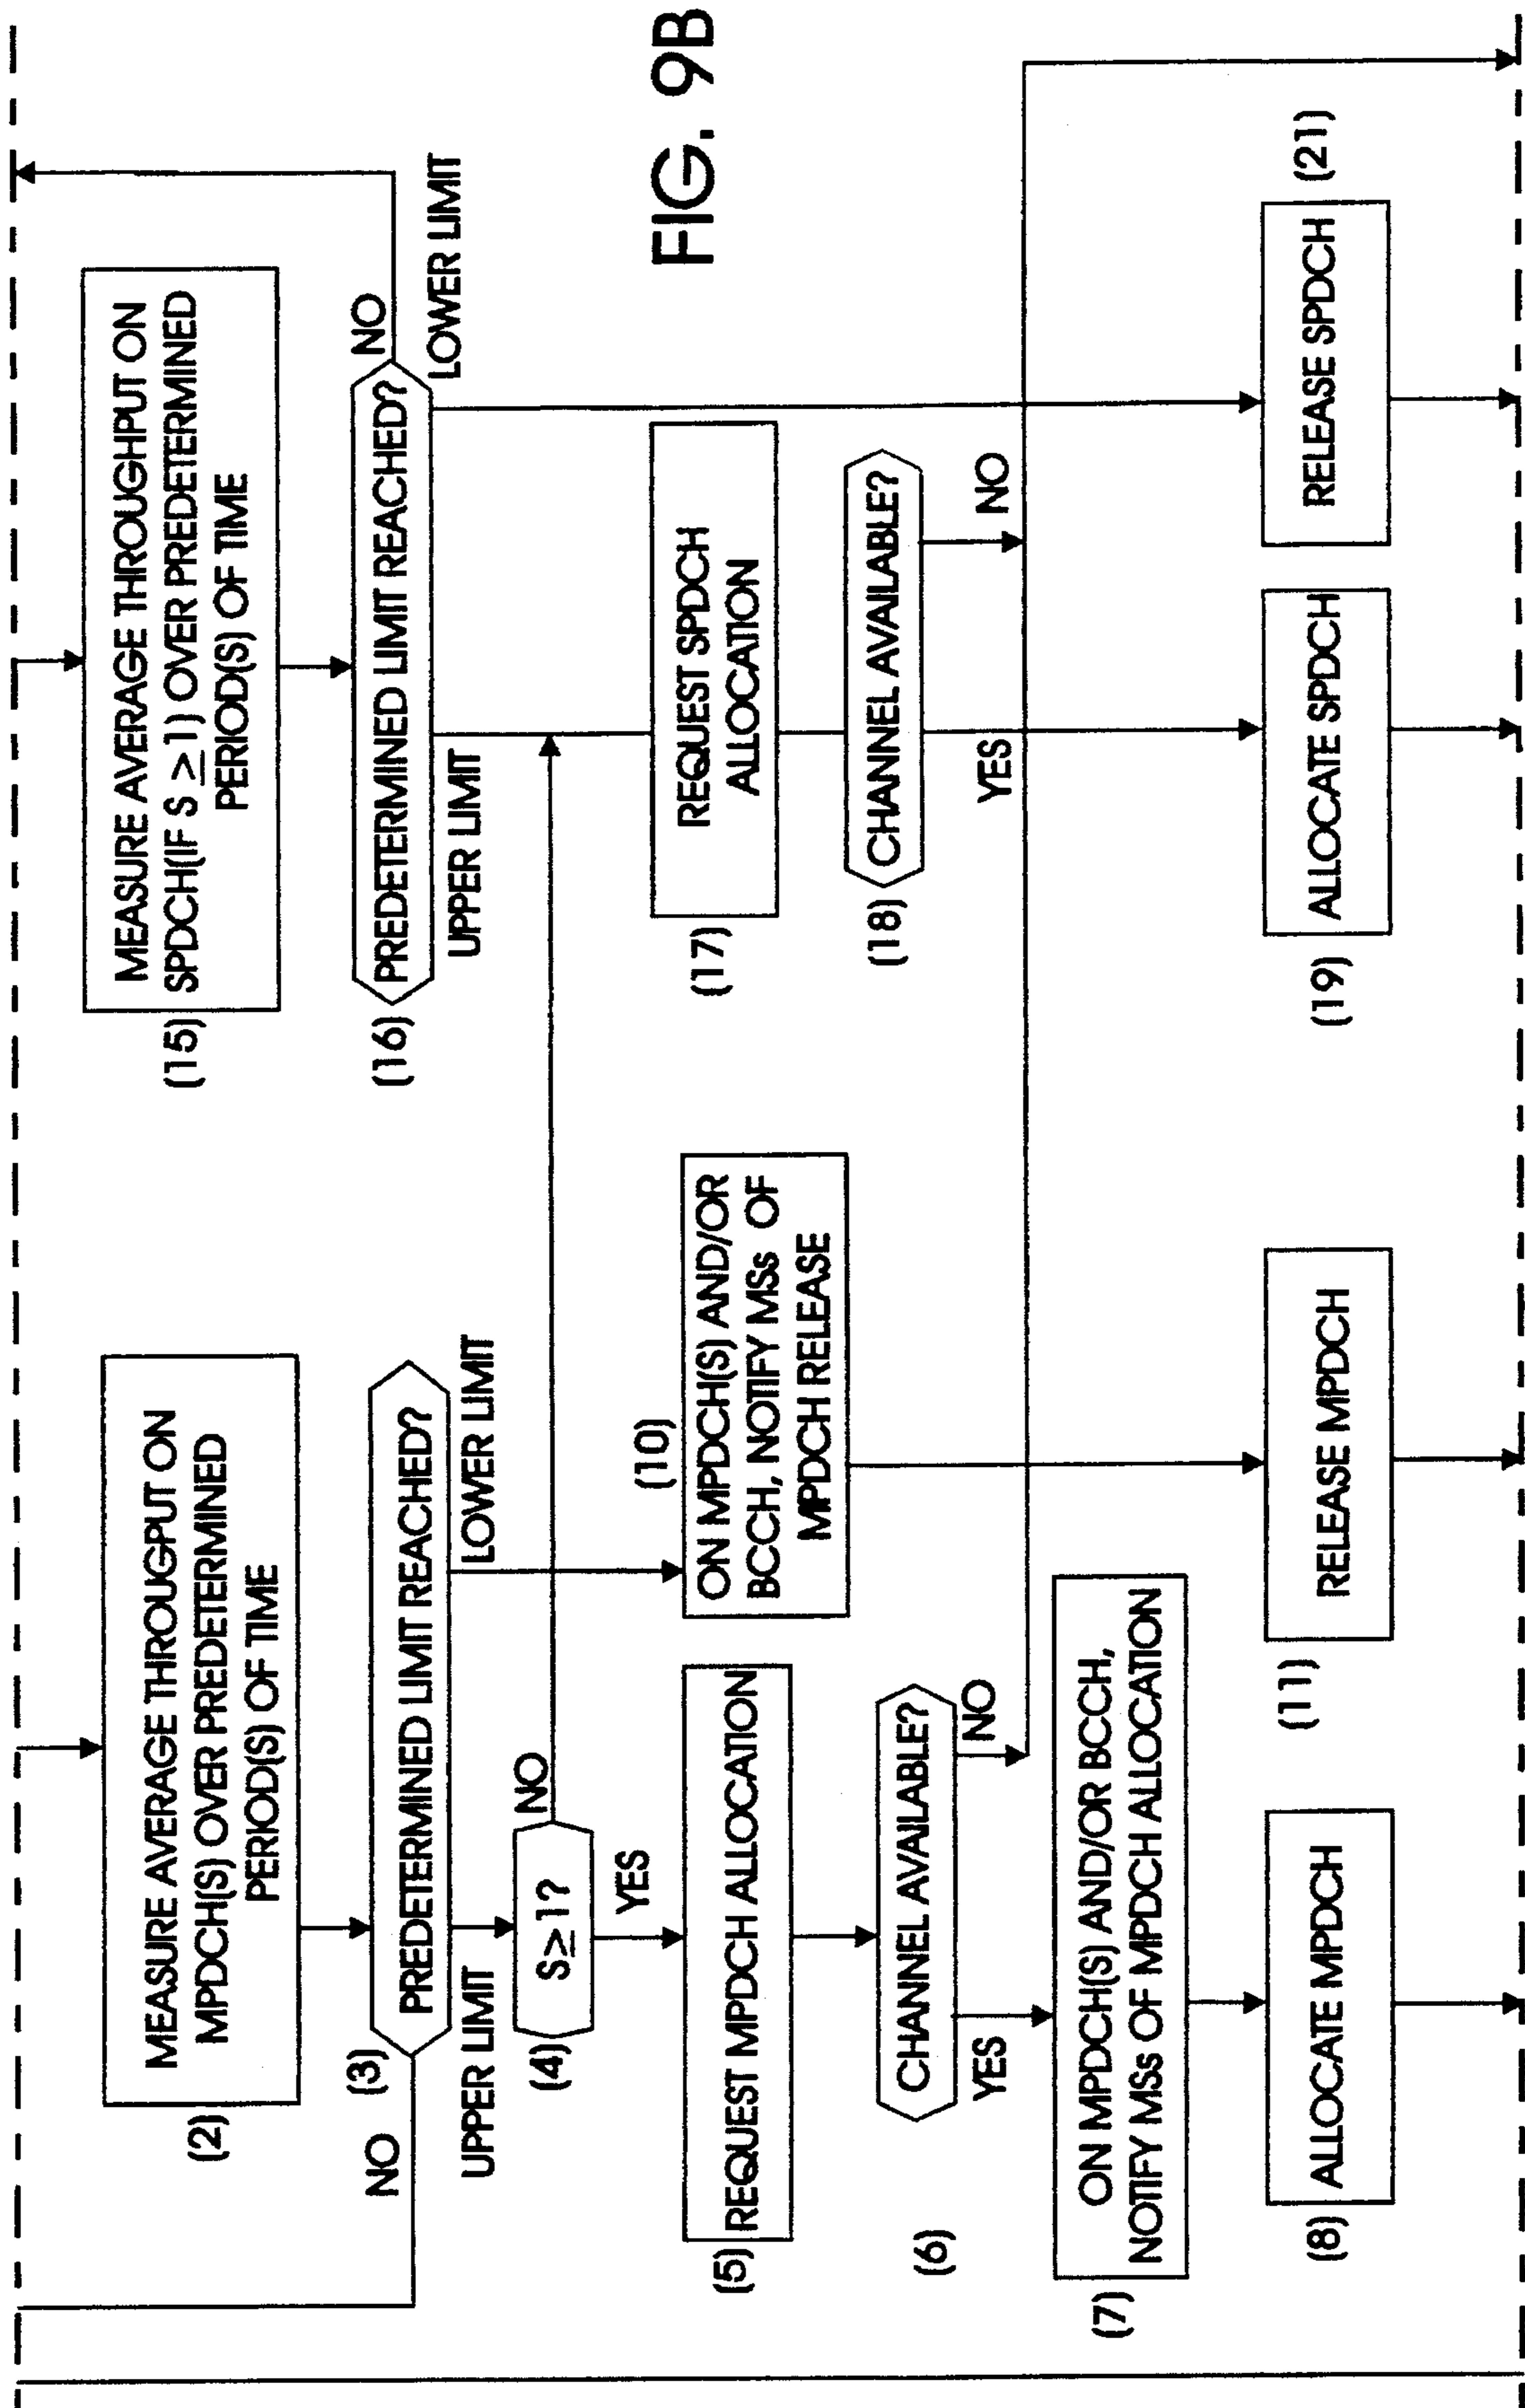 MEASURE AVERAGE THROUGPUT ON
MPDCH(S) OVER PREDETERMINED
PERIOD(S) OF TIME
(2)
NO
(3)
PREDETERMINED LIMIT REACHED?
UPPER LIMIT
LOWER LIMIT
(4)
S≥1?
NO
YES
(5)
REQUEST MPDCH ALLOCATION
(10)
ON MPDCH(S) AND/OR
BCCH, NOTIFY MSs OF
MPDCH RELEASE
(6)
CHANNEL AVAILABLE?
YES
NO
(7)
ON MPDCH(S) AND/OR BCCH,
NOTIFY MSs OF MPDCH ALLOCATION
(8)
ALLOCATE MPDCH
(11)
RELEASE MPDCH
MEASURE AVERAGE THROUGHPUT ON
(15) SPDCH(IF S ≥ 1) OVER PREDETERMINED
PERIOD(S) OF TIME
(16)
PREDETERMINED LIMIT REACHED?
NO
UPPER LIMIT
LOWER LIMIT
(17)
REQUEST SPDCH
ALLOCATION
(18)
CHANNEL AVAILABLE?
YES
NO
(19)
ALLOCATE SPDCH
RELEASE SPDCH
(21)
FIG. 9B